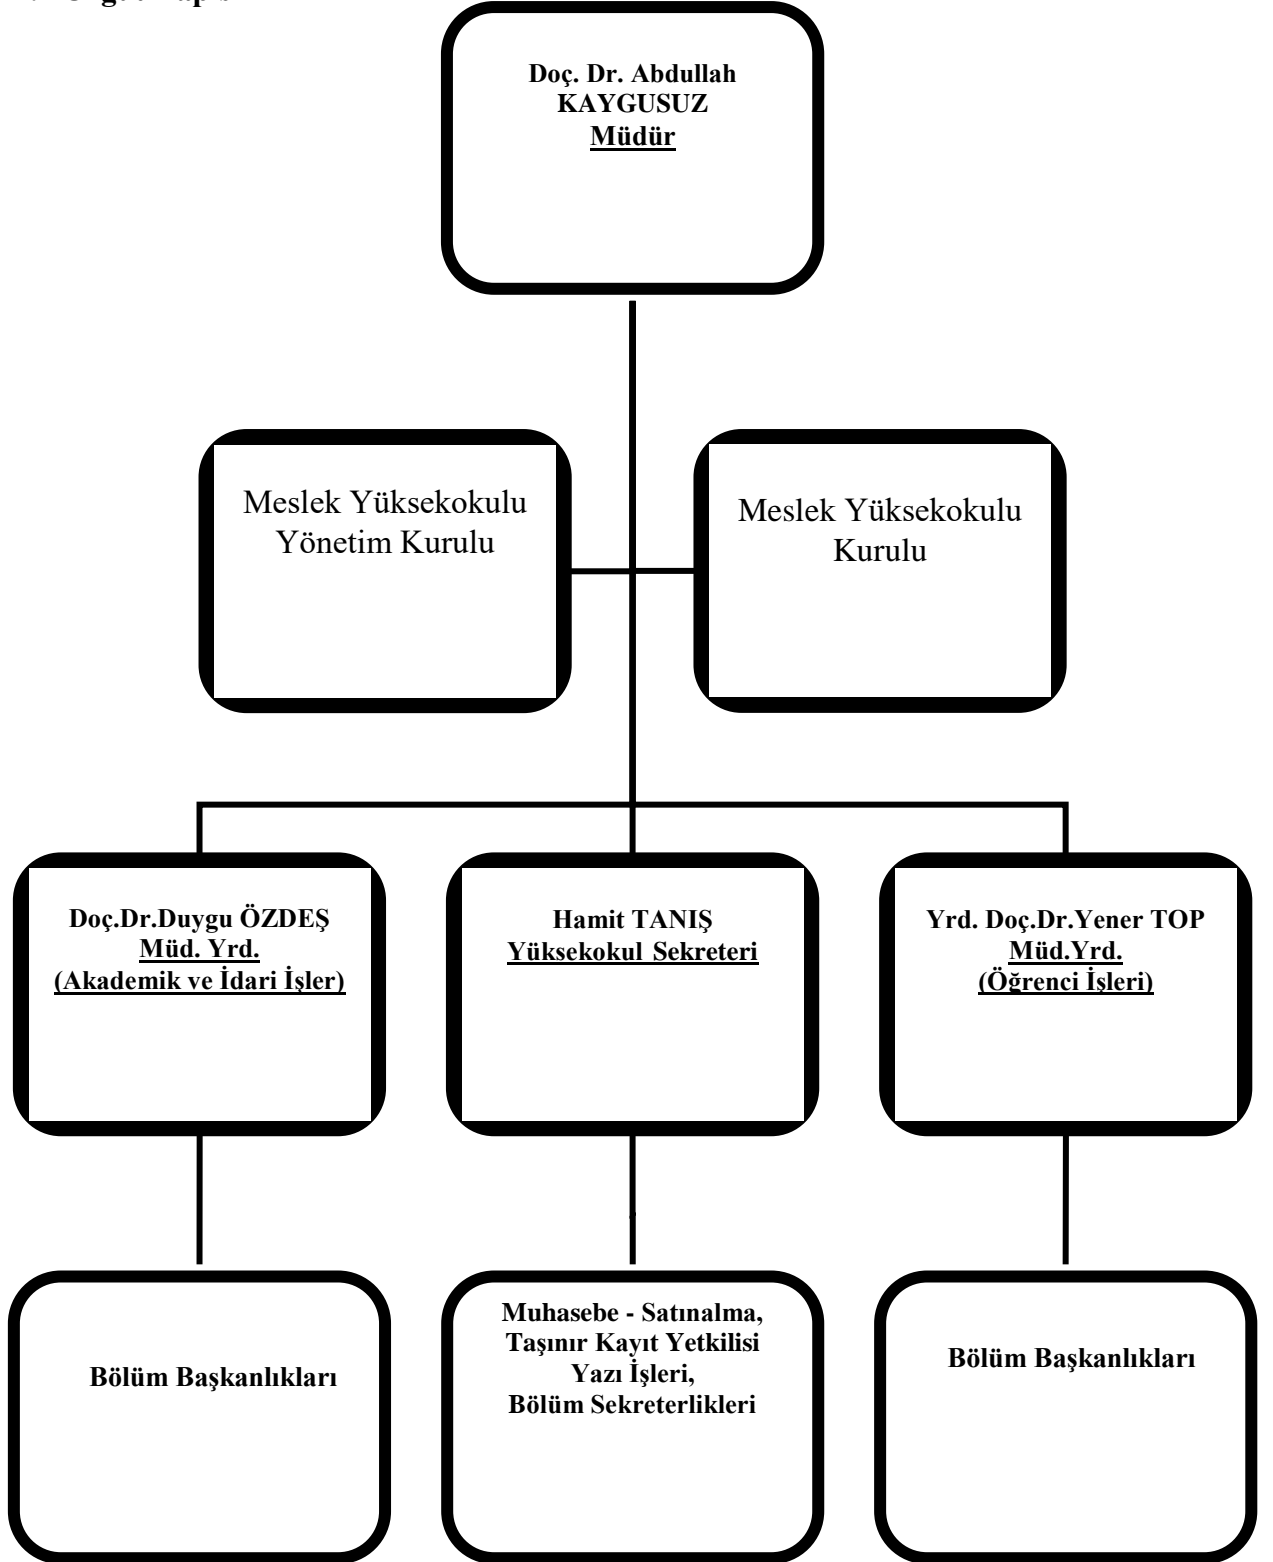 Doç. Dr. Abdullah
KAYGUSUZ
Müdür
Meslek Yüksekokulu
Yönetim Kurulu
Meslek Yüksekokulu
Kurulu
Doç.Dr.Duygu ÖZDEŞ
Müd. Yrd.
(Akademik ve İdari İşler)
Hamit TANIŞ
Yüksekokul Sekreteri
Yrd. Doç.Dr.Yener TOP
Müd.Yrd.
(Öğrenci İşleri)
Bölüm Başkanlıkları
Muhasebe - Satınalma,
Taşınır Kayıt Yetkilisi
Yazı İşleri,
Bölüm Sekreterlikleri
Bölüm Başkanlıkları